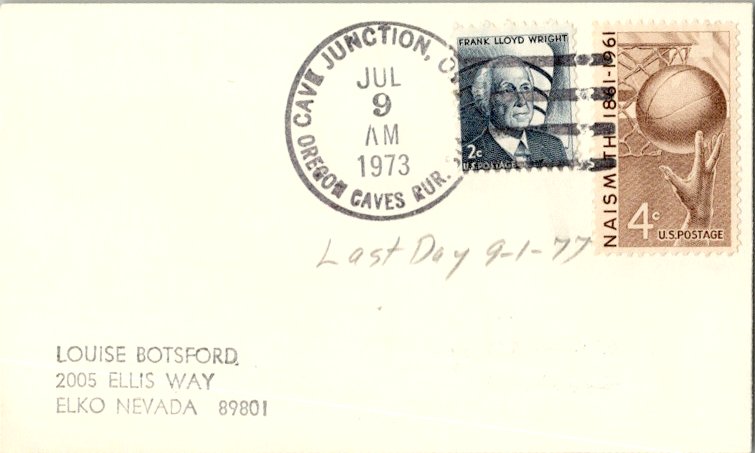 CAVE JUNCTION, O
JUL
9
AM
1973
OREGON CAVES RUR.
FRANK LLOYD WRIGHT
2c
U.S. POSTAGE
NAISMITH 1861-1961
4c
U.S. POSTAGE
Last Day 9-1-77
LOUISE BOTSFORD
2005 ELLIS WAY
ELKO NEVADA 89801